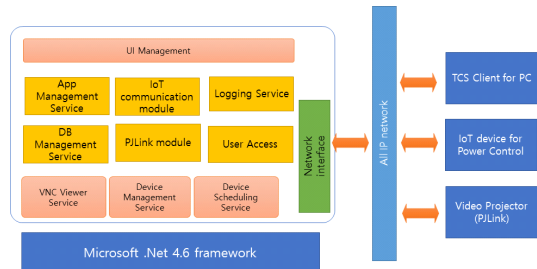 UI Management
App
Management
Service
IoT
communication
module
Logging Service
DB
Management
Service
PJLink module
User Access
VNC Viewer
Service
Device
Management
Service
Device
Scheduling
Service
Network
interface
Microsoft .Net 4.6 framework
All IP network
TCS Client for PC
IoT device for
Power Control
Video Projector
(PJLink)